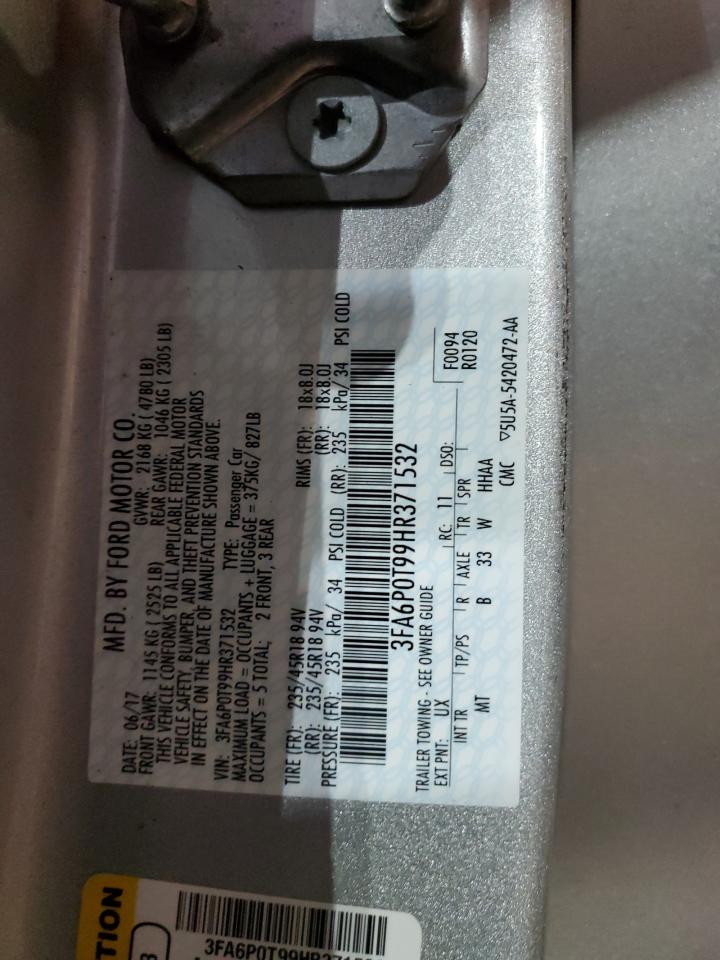 MFD. BY FORD MOTOR CO.
DATE: 06/17 GVWR: 2168 KG ( 4780 LB)
FRONT GAWR: 1145 KG ( 2525 LB) REAR GAWR: 1046 KG ( 2305 LB)
THIS VEHICLE CONFORMS TO ALL APPLICABLE FEDERAL MOTOR
VEHICLE SAFETY, BUMPER, AND THEFT PREVENTION STANDARDS
IN EFFECT ON THE DATE OF MANUFACTURE SHOWN ABOVE.
VIN: 3FA6P0T99HR371532 TYPE: Passenger Car
MAXIMUM LOAD = OCCUPANTS + LUGGAGE = 375KG/ 827LB
OCCUPANTS = 5 TOTAL: 2 FRONT, 3 REAR
TIRE (FR): 235/45R18 94V RIMS (FR): 18x8.0J
(RR): 235/45R18 94V (RR): 18x8.0J
PRESSURE (FR): 235 kPa/ 34 PSI COLD (RR): 235 kPa/ 34 PSI COLD
3FA6P0T99HR371532
TRAILER TOWING - SEE OWNER GUIDE F0094
EXT PNT: UX RC: 11 DSO: R0120
INT TR TP/PS R AXLE TR SPR
MT B 33 W HHAA
CMC ▽5U5A-5420472-AA
3FA6P0T99HR3715